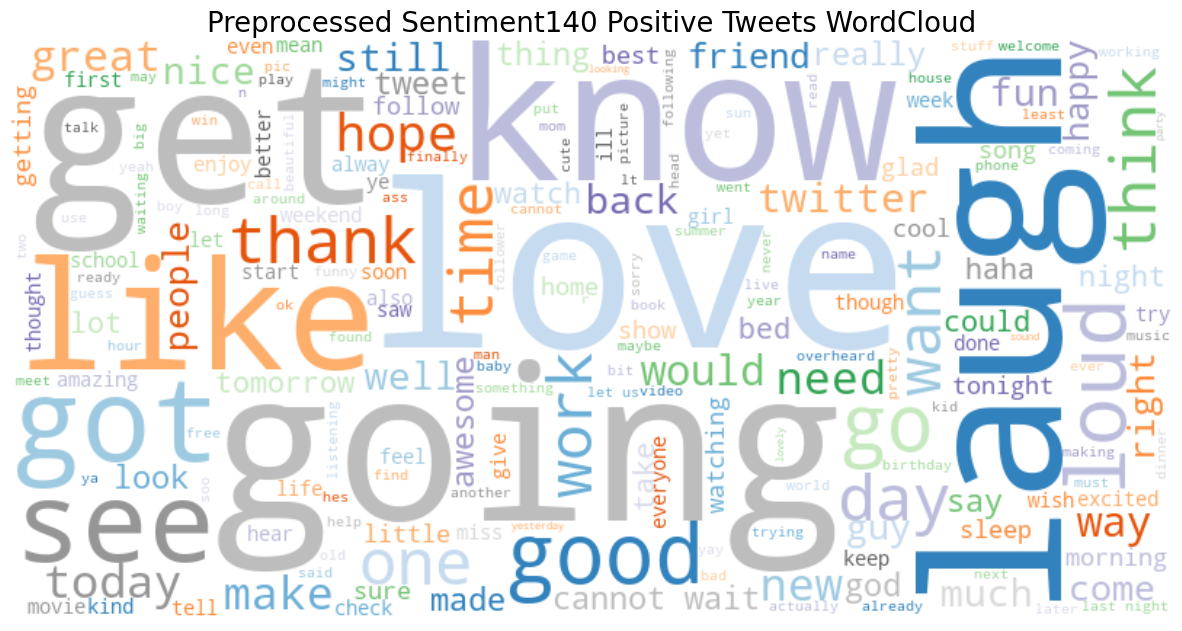 Preprocessed Sentiment140 Positive Tweets WordCloud
great
even
mean
still
thing
best
friend
really
stuff
welcome
working
first
may
nice
pic
play
might
tweet
looking
following
house
happy
getting
get
know
n
win
follow
put
read
week
fun
least
think
party
talk
big
better
beautiful
hope
mom
cute
ill
picture
sun
yet
laugh
coming
yeah
enjoy
finally
alway
lt
head
went
glad
song
phone
waiting
boy
call
around
long
ye
ass
watch
cannot
back
twitter
use
weekend
girl
cool
two
people
let
thank
time
love
summer
never
school
start
funny
soon
follower
game
sorry
name
haha
night
ready
thought
like
guess
ok
also
saw
home
r
book
live
year
though
want
could
loud
try
lot
hour
found
show
bed
done
sound
music
maybe
man
baby
overheard
pretty
tonight
right
ever
meet
amazing
tomorrow
well
awesome
something
work
bit
let us
video
would
need
kid
got
free
going
go
making
dinner
listening
feel
find
give
take
everyone
watching
lovely
birthday
ya
look
soo
life
hes
another
world
day
say
must
wish
excited
see
help
hear
little
miss
yesterday
trying
guy
sleep
way
today
old
said
one
good
yay
bad
keep
morning
movie
kind
tell
make
check
sure
made
cannot wait
new
actually
god
already
much
next
later
come
last night